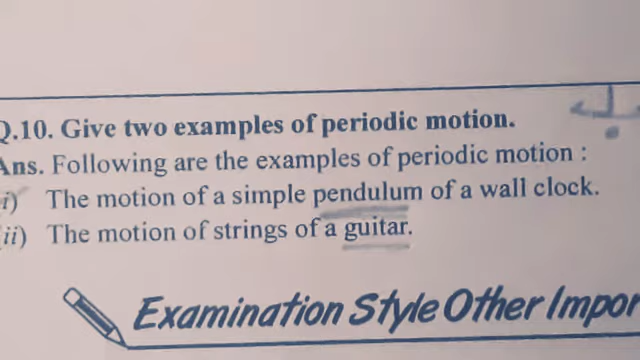 Q.10. Give two examples of periodic motion.
Ans. Following are the examples of periodic motion :
i) The motion of a simple pendulum of a wall clock.
ii) The motion of strings of a guitar.
Examination Style Other Impor